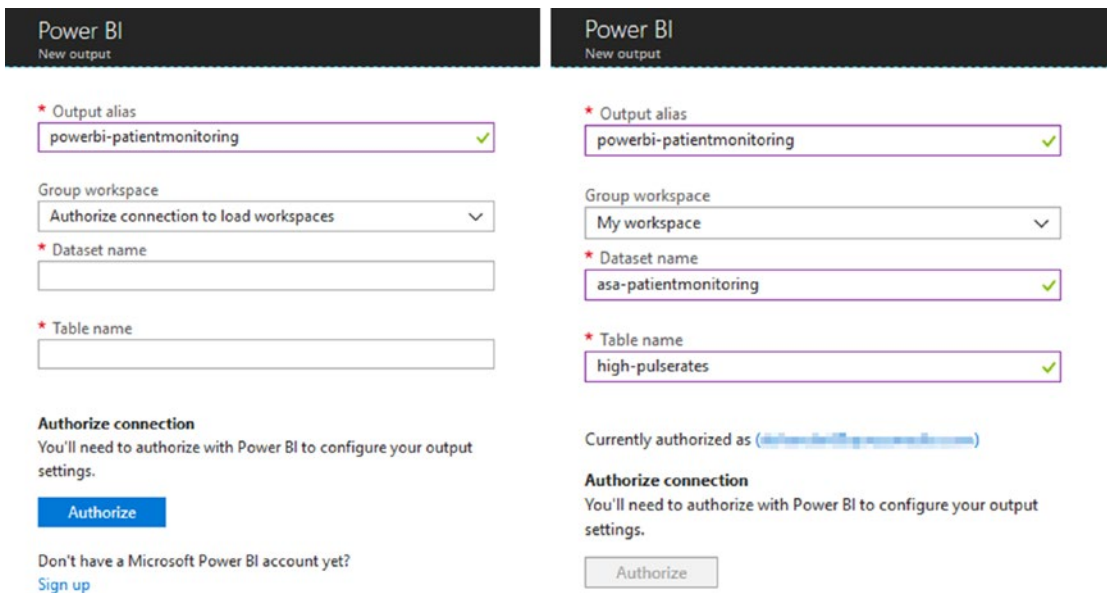 Power BI
New output
* Output alias
powerbi-patientmonitoring
Group workspace
Authorize connection to load workspaces
* Dataset name
* Table name
Authorize connection
You'll need to authorize with Power BI to configure your output
settings.
Authorize
Don't have a Microsoft Power BI account yet?
Sign up
Power BI
New output
* Output alias
powerbi-patientmonitoring
Group workspace
My workspace
* Dataset name
asa-patientmonitoring
* Table name
high-pulserates
Currently authorized as ( )
Authorize connection
You'll need to authorize with Power BI to configure your output
settings.
Authorize